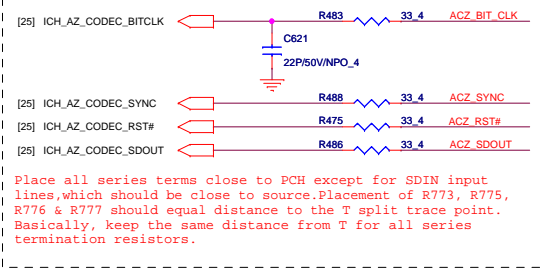 [25] ICH_AZ_CODEC_BITCLK R483 33_4 ACZ_BIT_CLK
C621
22P/50V/NPO_4
[25] ICH_AZ_CODEC_SYNC R488 33_4 ACZ_SYNC
[25] ICH_AZ_CODEC_RST# R475 33_4 ACZ_RST#
[25] ICH_AZ_CODEC_SDOUT R486 33_4 ACZ_SDOUT
Place all series terms close to PCH except for SDIN input
lines,which should be close to source.Placement of R773, R775,
R776 & R777 should equal distance to the T split trace point.
Basically, keep the same distance from T for all series
termination resistors.